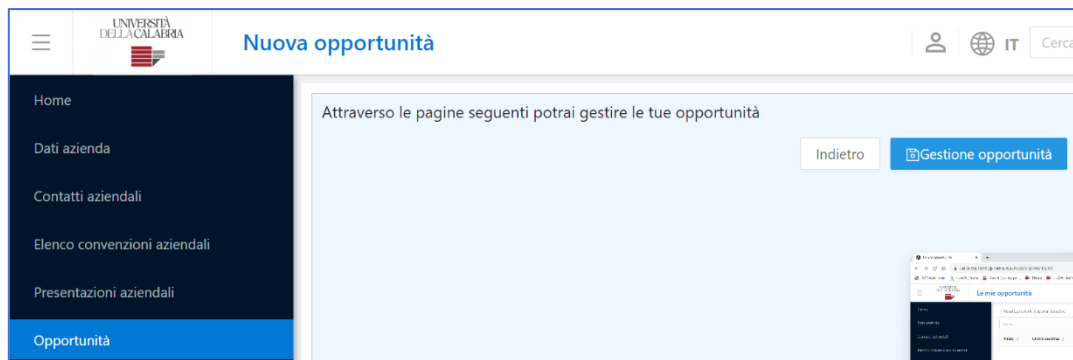 UNIVERSITÀ
DELLA CALABRIA
Nuova opportunità
IT
Cerca
Home
Attraverso le pagine seguenti potrai gestire le tue opportunità
Dati azienda
Indietro
Gestione opportunità
Contatti aziendali
Elenco convenzioni aziendali
Presentazioni aziendali
Le mie opportunità
Opportunità